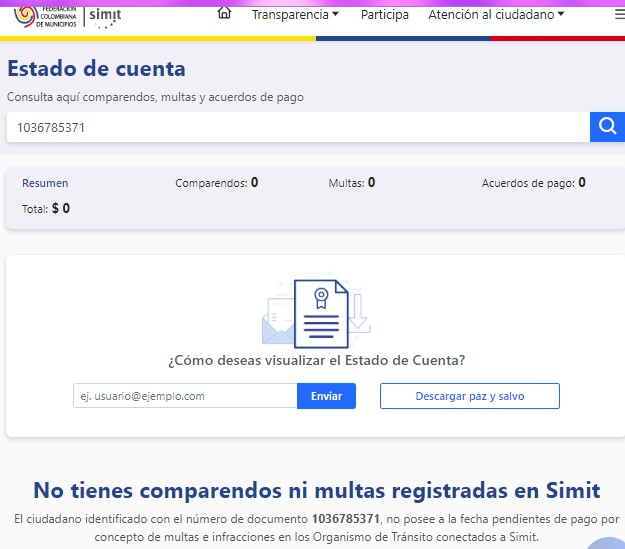 FEDERACIÓN
COLOMBIANA
DE MUNICIPIOS
simit
Transparencia Participa Atención al ciudadano
Estado de cuenta
Consulta aquí comparendos, multas y acuerdos de pago
1036785371
Resumen Comparendos: 0 Multas: 0 Acuerdos de pago: 0
Total: $ 0
¿Cómo deseas visualizar el Estado de Cuenta?
ej. usuario@ejemplo.com Enviar Descargar paz y salvo
No tienes comparendos ni multas registradas en Simit
El ciudadano identificado con el número de documento 1036785371, no posee a la fecha pendientes de pago por
concepto de multas e infracciones en los Organismo de Tránsito conectados a Simit.